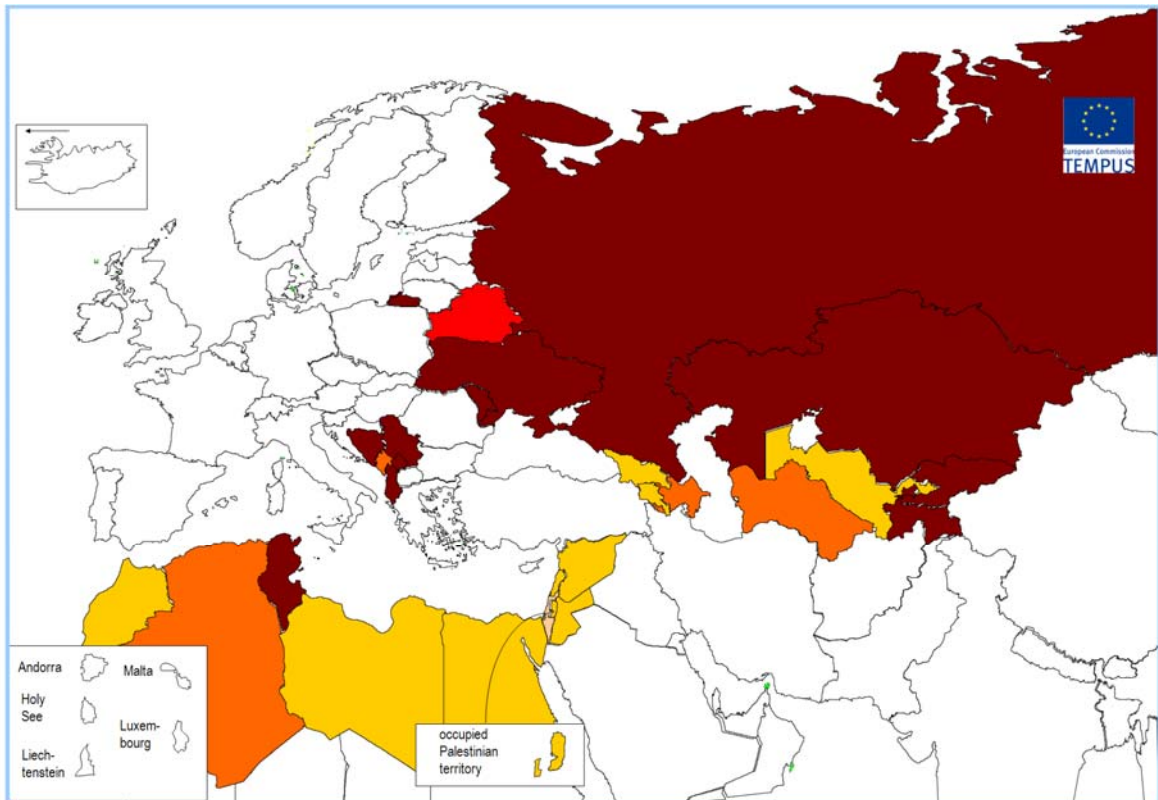 European Commission
TEMPUS
Andorra
Malta
Holy
See
Luxem-
bourg
Liech-
tenstein
occupied
Palestinian
territory